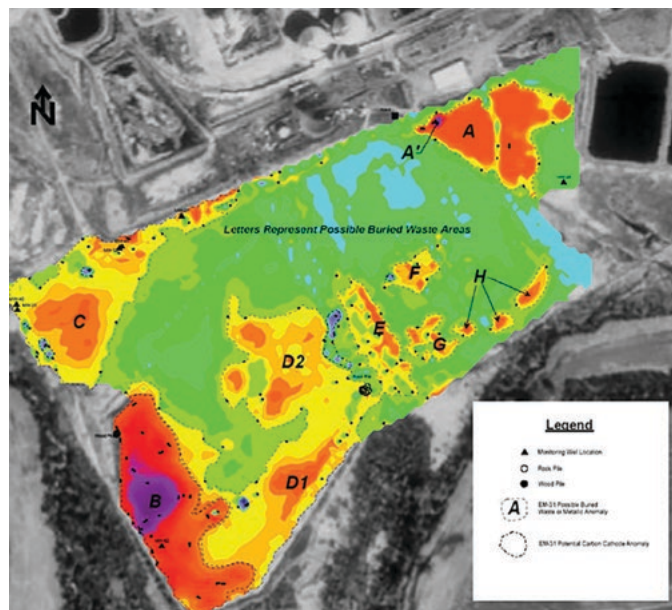 N
A
A'
Letters Represent Possible Buried Waste Areas
F
H
C
E
G
D2
D1
B
Legend
Monitoring Well Location
Rock Pile
Wood Pile
A
EM-31 Possible Buried
Waste or Metallic Anomaly
EM-31 Potential Carbon Cathode Anomaly